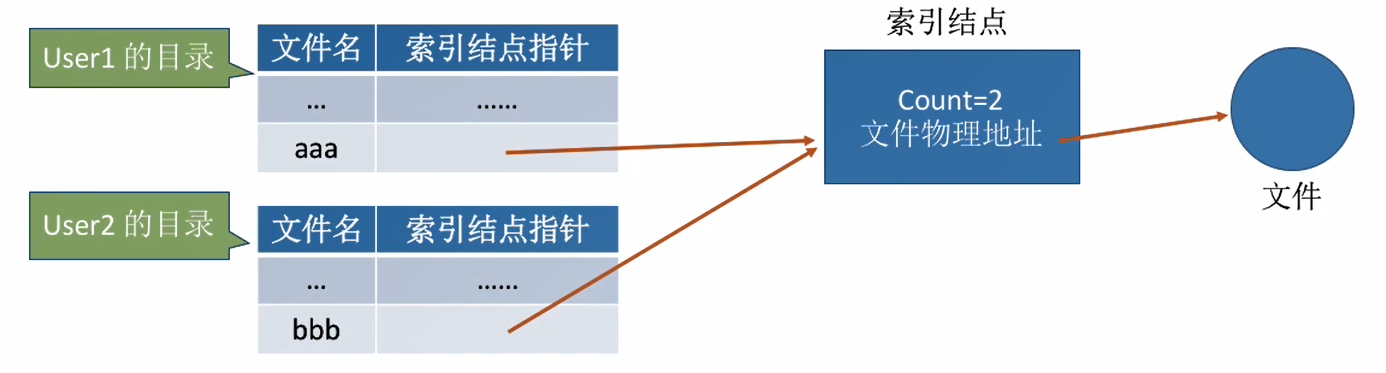 索引结点
User1 的目录
文件名 索引结点指针
... ......
aaa
Count=2
文件物理地址
文件
User2 的目录
文件名 索引结点指针
... ......
bbb